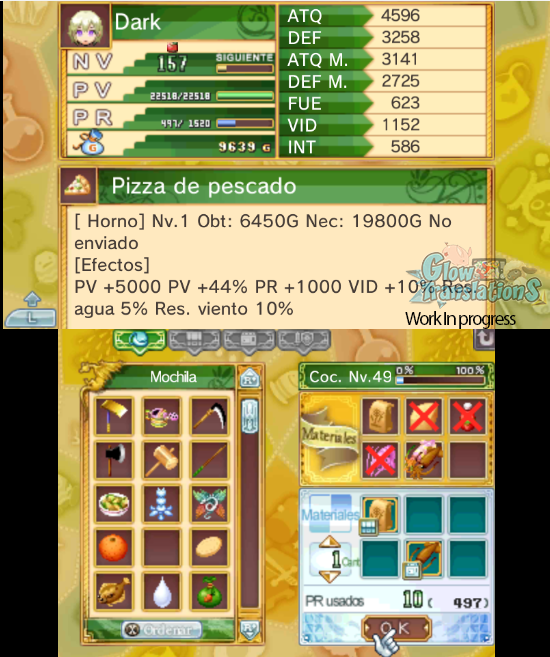 Dark
NV 157 SIGUIENTE
PV 22518/22518
PR 497/ 1520
G 9639 G
ATQ 4596
DEF 3258
ATQ M. 3141
DEF M. 2725
FUE 623
VID 1152
INT 586
Pizza de pescado
[ Horno] Nv.1 Obt: 6450G Nec: 19800G No
enviado
[Efectos]
PV +5000 PV +44% PR +1000 VID +10% Res.
agua 5% Res. viento 10%
Glow
Translations
Work In progress
L
Mochila
R
Coc. Nv.49 0% 100%
Materiales
Materiales
1 Cant
PR usados 10( 497)
X Ordenar
OK